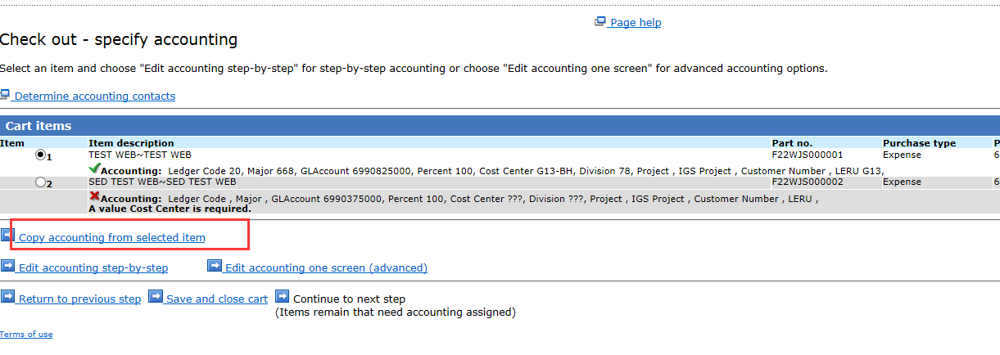 Page help
Check out - specify accounting
Select an item and choose "Edit accounting step-by-step" for step-by-step accounting or choose "Edit accounting one screen" for advanced accounting options.
Determine accounting contacts
Cart items
Item Item description Part no. Purchase type P
1 TEST WEB~TEST WEB F22WJS000001 Expense 6
Accounting: Ledger Code 20, Major 668, GLAccount 6990825000, Percent 100, Cost Center G13-BH, Division 78, Project , IGS Project , Customer Number , LERU G13,
2 SED TEST WEB~SED TEST WEB F22WJS000002 Expense 6
Accounting: Ledger Code , Major , GLAccount 6990375000, Percent 100, Cost Center ???, Division ???, Project , IGS Project , Customer Number , LERU ,
A value Cost Center is required.
Copy accounting from selected item
Edit accounting step-by-step Edit accounting one screen (advanced)
Return to previous step Save and close cart Continue to next step
(Items remain that need accounting assigned)
Terms of use